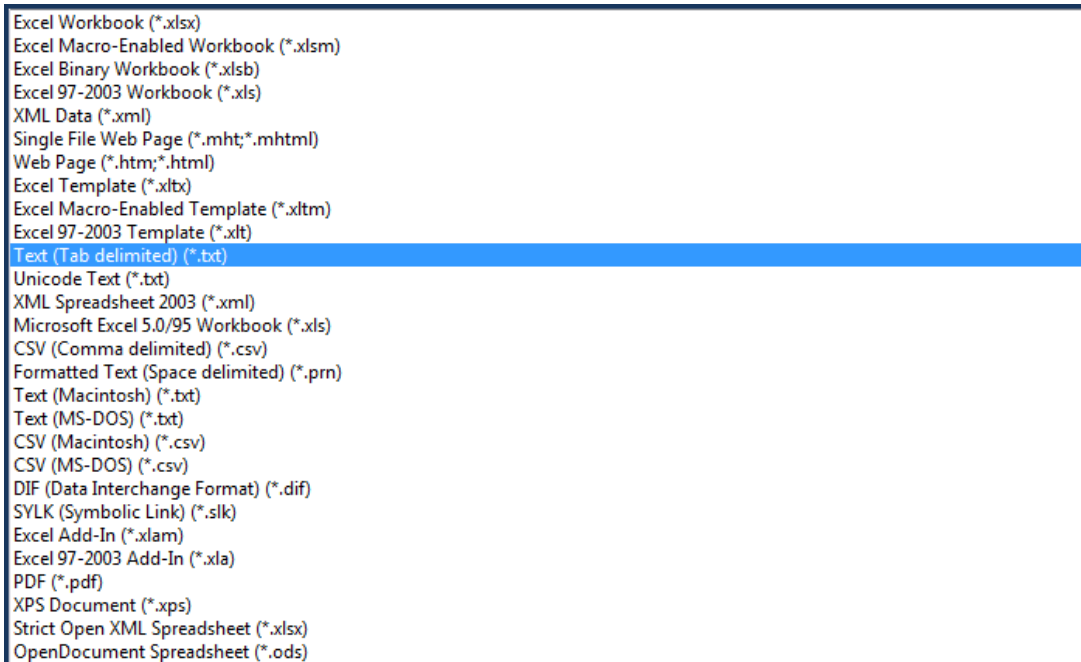 Excel Workbook (*.xlsx)
Excel Macro-Enabled Workbook (*.xlsm)
Excel Binary Workbook (*.xlsb)
Excel 97-2003 Workbook (*.xls)
XML Data (*.xml)
Single File Web Page (*.mht;*.mhtml)
Web Page (*.htm;*.html)
Excel Template (*.xltx)
Excel Macro-Enabled Template (*.xltm)
Excel 97-2003 Template (*.xlt)
Text (Tab delimited) (*.txt)
Unicode Text (*.txt)
XML Spreadsheet 2003 (*.xml)
Microsoft Excel 5.0/95 Workbook (*.xls)
CSV (Comma delimited) (*.csv)
Formatted Text (Space delimited) (*.prn)
Text (Macintosh) (*.txt)
Text (MS-DOS) (*.txt)
CSV (Macintosh) (*.csv)
CSV (MS-DOS) (*.csv)
DIF (Data Interchange Format) (*.dif)
SYLK (Symbolic Link) (*.slk)
Excel Add-In (*.xlam)
Excel 97-2003 Add-In (*.xla)
PDF (*.pdf)
XPS Document (*.xps)
Strict Open XML Spreadsheet (*.xlsx)
OpenDocument Spreadsheet (*.ods)